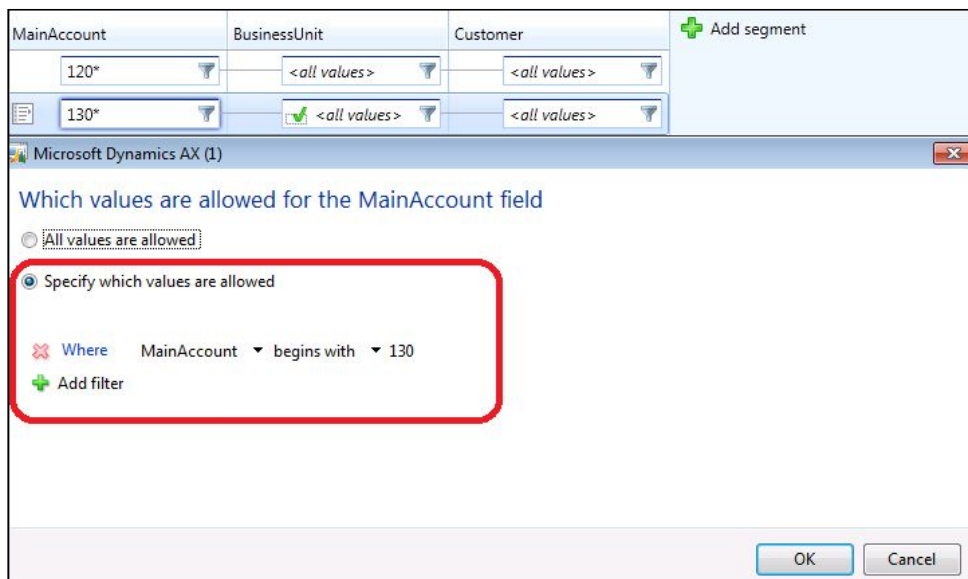 MainAccount BusinessUnit Customer Add segment
120* <all values> <all values>
130* <all values> <all values>
Microsoft Dynamics AX (1)
Which values are allowed for the MainAccount field
All values are allowed
Specify which values are allowed
Where MainAccount begins with 130
Add filter
OK Cancel